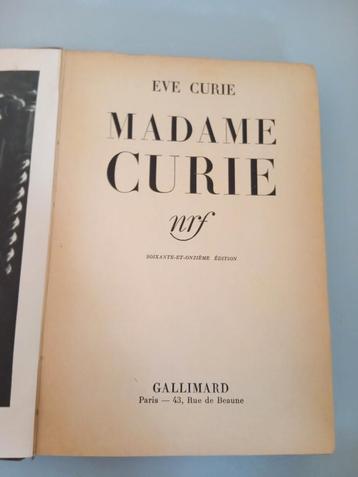 EVE CURIE
MADAME
CURIE
nrf
SOIXANTE-ET-ONZIÈME ÉDITION
GALLIMARD
Paris — 43, Rue de Beaune